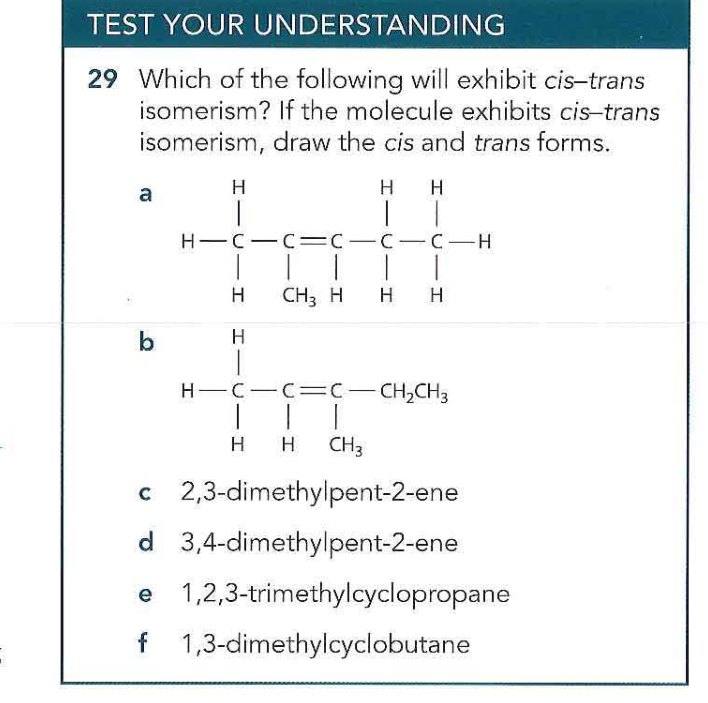 TEST YOUR UNDERSTANDING
29 Which of the following will exhibit cis–trans
isomerism? If the molecule exhibits cis–trans
isomerism, draw the cis and trans forms.
a
H H H
H—C—C=C—C—C—H
H CH₃ H H H
b
H
H—C—C=C—CH₂CH₃
H H CH₃
c 2,3-dimethylpent-2-ene
d 3,4-dimethylpent-2-ene
e 1,2,3-trimethylcyclopropane
f 1,3-dimethylcyclobutane